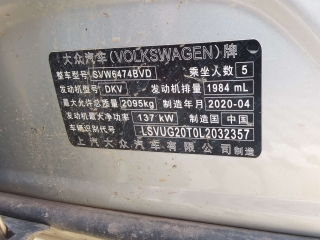 大众汽车(VOLKSWAGEN)牌
整车型号 SVW6474BVD 乘坐人数 5
发动机型号 DKV 发动机排量 1984 mL
最大允许总质量 2095kg 制造年月 2020-04
发动机最大净功率 137 kW 制造国 中国
车辆识别代号 LSVUG20T0L2032357
上汽大众汽车有限公司制造